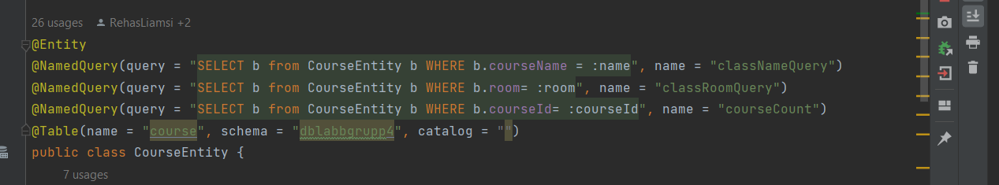 26 usages RehasLiamsi +2
@Entity
@NamedQuery(query = "SELECT b from CourseEntity b WHERE b.courseName = :name", name = "classNameQuery")
@NamedQuery(query = "SELECT b from CourseEntity b WHERE b.room= :room", name = "classRoomQuery")
@NamedQuery(query = "SELECT b from CourseEntity b WHERE b.courseId= :courseId", name = "courseCount")
@Table(name = "course", schema = "dblabbgrupp4", catalog = "")
public class CourseEntity {
7 usages